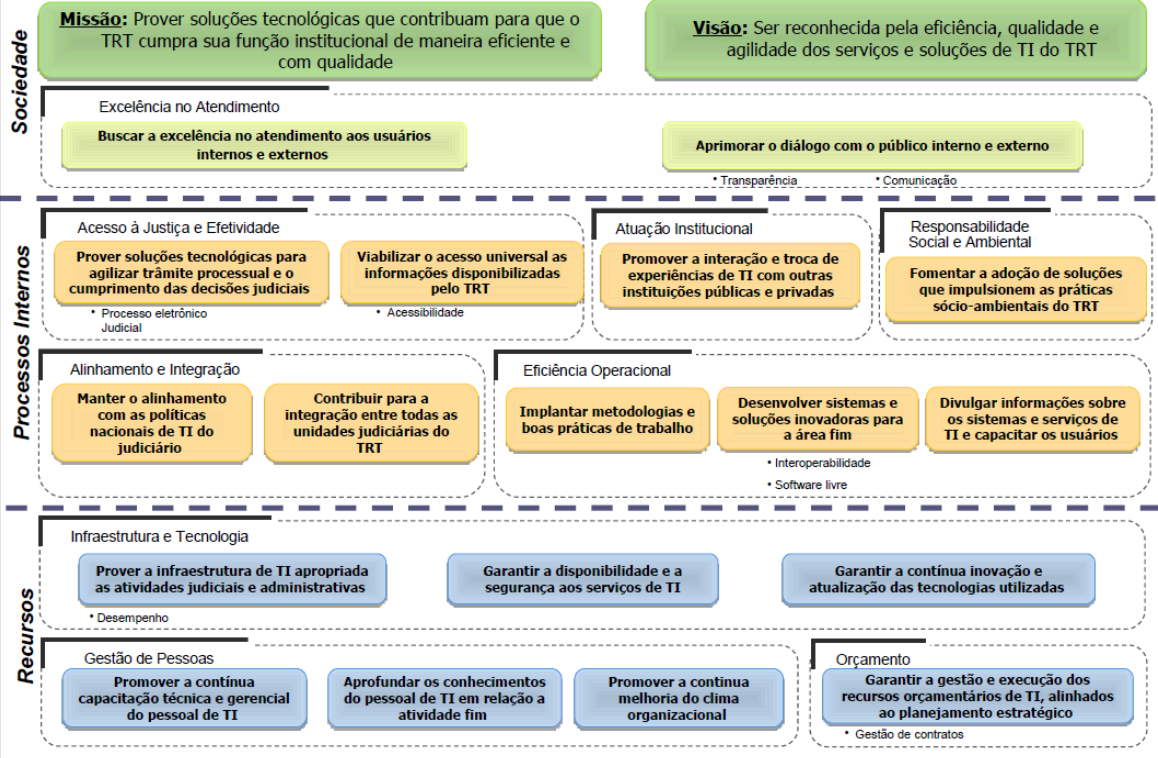 Missão: Prover soluções tecnológicas que contribuam para que o
TRT cumpra sua função institucional de maneira eficiente e
com qualidade
Visão: Ser reconhecida pela eficiência, qualidade e
agilidade dos serviços e soluções de TI do TRT
Sociedade
Excelência no Atendimento
Buscar a excelência no atendimento aos usuários
internos e externos
Aprimorar o diálogo com o público interno e externo
• Transparência
• Comunicação
Processos Internos
Acesso à Justiça e Efetividade
Prover soluções tecnológicas para
agilizar trâmite processual e o
cumprimento das decisões judiciais
• Processo eletrônico
Judicial
Viabilizar o acesso universal as
informações disponibilizadas
pelo TRT
• Acessibilidade
Atuação Institucional
Promover a interação e troca de
experiências de TI com outras
instituições públicas e privadas
Responsabilidade
Social e Ambiental
Fomentar a adoção de soluções
que impulsionem as práticas
sócio-ambientais do TRT
Alinhamento e Integração
Manter o alinhamento
com as políticas
nacionais de TI do
judiciário
Contribuir para a
integração entre todas as
unidades judiciárias do
TRT
Eficiência Operacional
Implantar metodologias e
boas práticas de trabalho
Desenvolver sistemas e
soluções inovadoras para
a área fim
• Interoperabilidade
• Software livre
Divulgar informações sobre
os sistemas e serviços de
TI e capacitar os usuários
Recursos
Infraestrutura e Tecnologia
Prover a infraestrutura de TI apropriada
as atividades judiciais e administrativas
• Desempenho
Garantir a disponibilidade e a
segurança aos serviços de TI
Garantir a contínua inovação e
atualização das tecnologias utilizadas
Gestão de Pessoas
Promover a contínua
capacitação técnica e gerencial
do pessoal de TI
Aprofundar os conhecimentos
do pessoal de TI em relação a
atividade fim
Promover a continua
melhoria do clima
organizacional
Orçamento
Garantir a gestão e execução dos
recursos orçamentários de TI, alinhados
ao planejamento estratégico
• Gestão de contratos